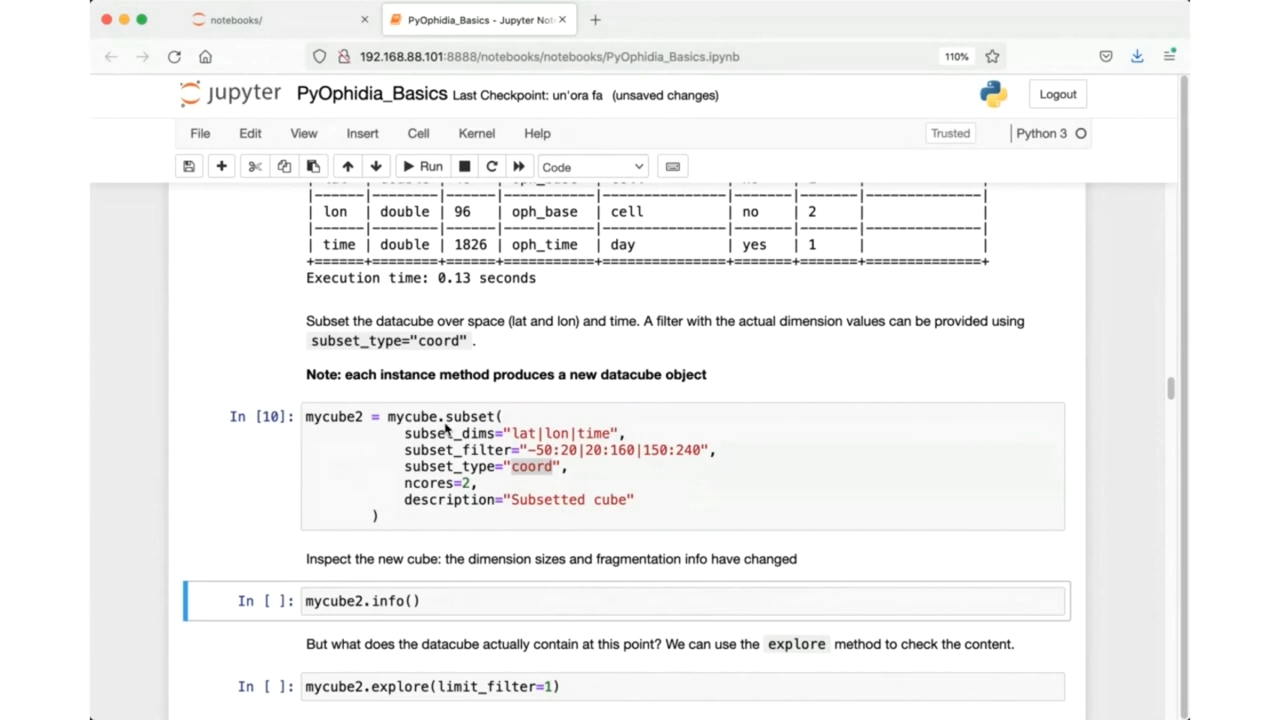 notebooks/
PyOphidia_Basics - Jupyter Not
192.168.88.101:8888/notebooks/notebooks/PyOphidia_Basics.ipynb
110%
jupyter PyOphidia_Basics Last Checkpoint: un'ora fa (unsaved changes)
Logout
File Edit View Insert Cell Kernel Help
Trusted
Python 3
Run
Code
|------|--------|------|----------|--------------|-------|-------|--------------|
| lon | double | 96 | oph_base | cell | no | 2 | |
|------|--------|------|----------|--------------|-------|-------|--------------|
| time | double | 1826 | oph_time | day | yes | 1 | |
+======+========+======+==========+==============+=======+=======+==============+
Execution time: 0.13 seconds
Subset the datacube over space (lat and lon) and time. A filter with the actual dimension values can be provided using
subset_type="coord" .
Note: each instance method produces a new datacube object
In [10]: mycube2 = mycube.subset(
subset_dims="lat|lon|time",
subset_filter="-50:20|20:160|150:240",
subset_type="coord",
ncores=2,
description="Subsetted cube"
)
Inspect the new cube: the dimension sizes and fragmentation info have changed
In [ ]: mycube2.info()
But what does the datacube actually contain at this point? We can use the explore method to check the content.
In [ ]: mycube2.explore(limit_filter=1)